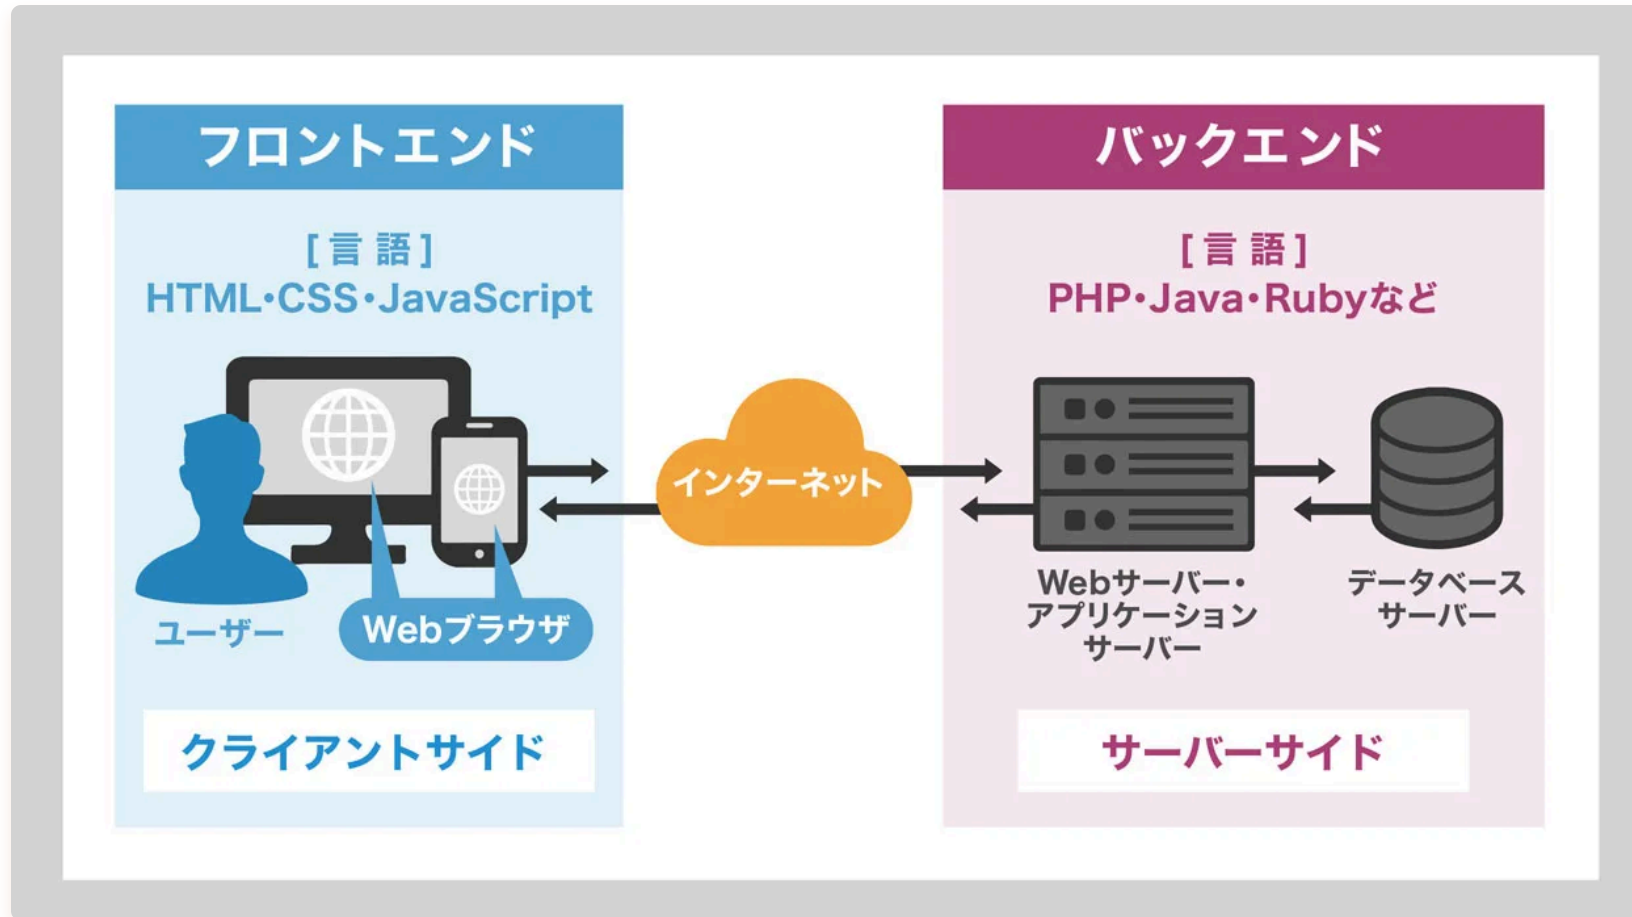 フロントエンド
[言語]
HTML・CSS・JavaScript
ユーザー
Webブラウザ
クライアントサイド
インターネット
バックエンド
[言語]
PHP・Java・Rubyなど
Webサーバー・
アプリケーション
サーバー
データベース
サーバー
サーバーサイド